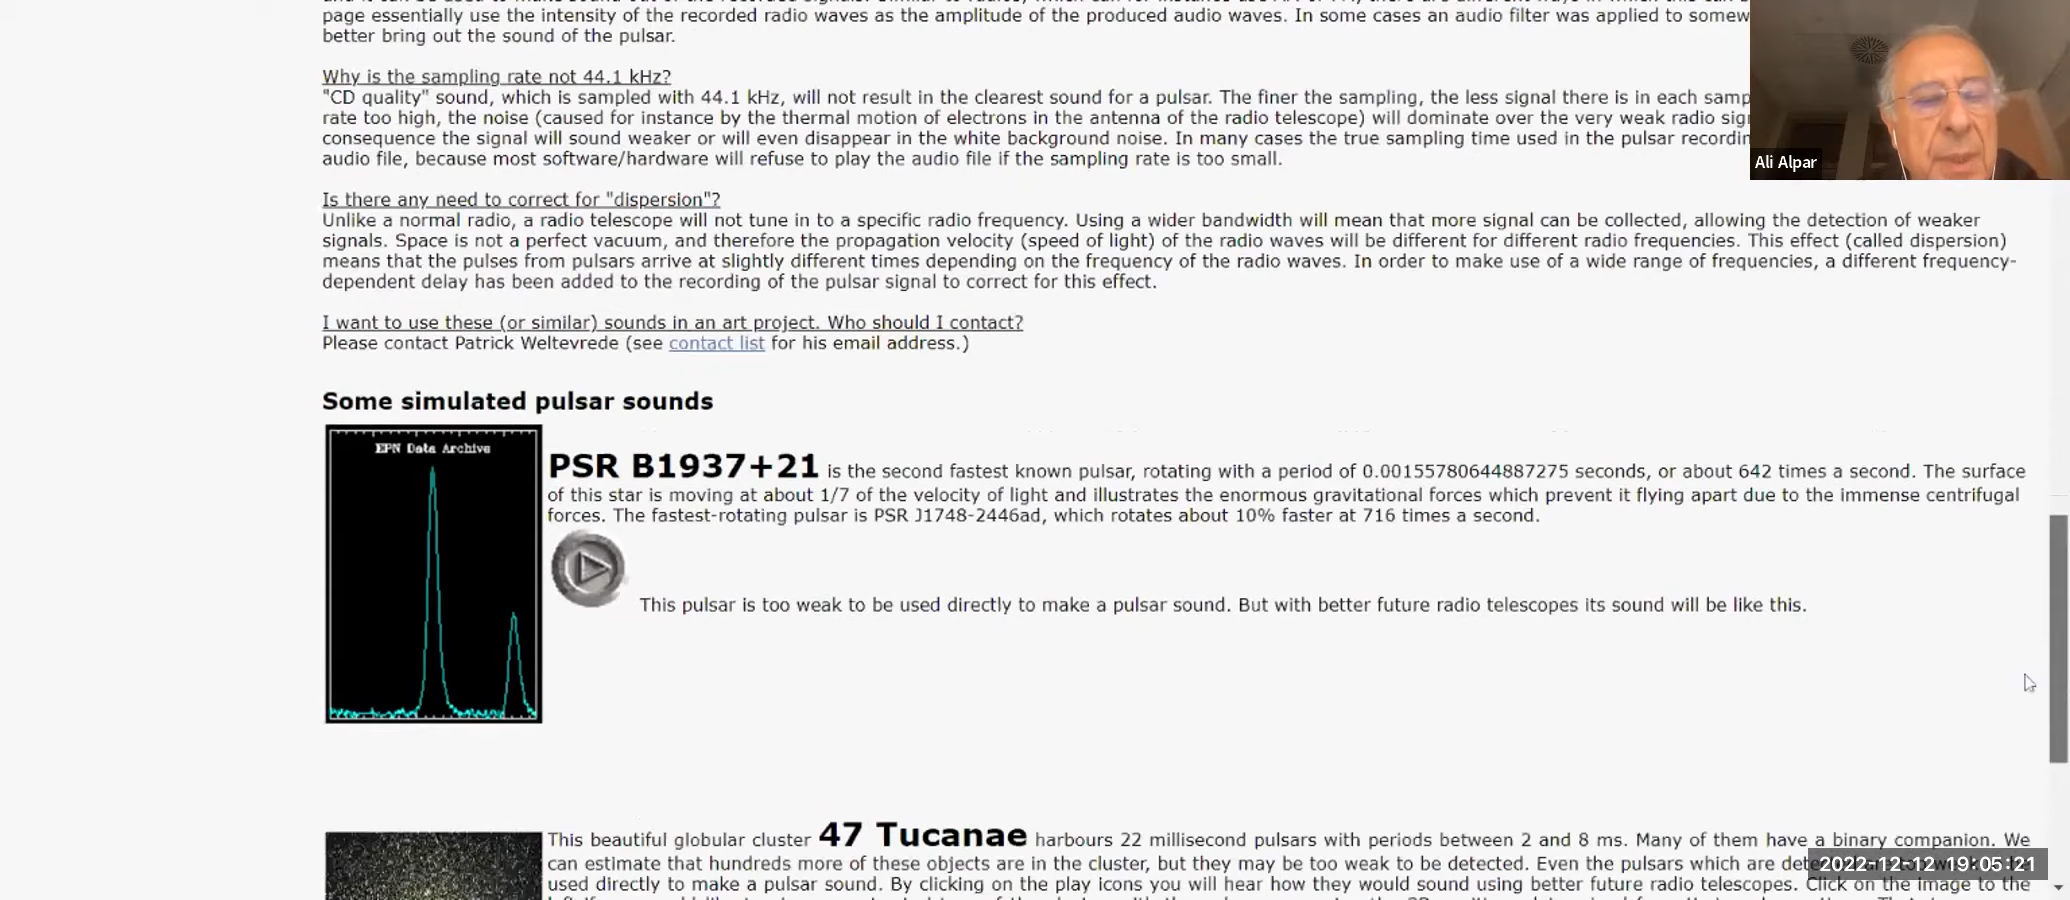 page essentially use the intensity of the recorded radio waves as the amplitude of the produced audio waves. In some cases an audio filter was applied to somew
better bring out the sound of the pulsar.
Why is the sampling rate not 44.1 kHz?
"CD quality" sound, which is sampled with 44.1 kHz, will not result in the clearest sound for a pulsar. The finer the sampling, the less signal there is in each samp
rate too high, the noise (caused for instance by the thermal motion of electrons in the antenna of the radio telescope) will dominate over the very weak radio sig
consequence the signal will sound weaker or will even disappear in the white background noise. In many cases the true sampling time used in the pulsar recordin
audio file, because most software/hardware will refuse to play the audio file if the sampling rate is too small.
Ali Alpar
Is there any need to correct for "dispersion"?
Unlike a normal radio, a radio telescope will not tune in to a specific radio frequency. Using a wider bandwidth will mean that more signal can be collected, allowing the detection of weaker
signals. Space is not a perfect vacuum, and therefore the propagation velocity (speed of light) of the radio waves will be different for different radio frequencies. This effect (called dispersion)
means that the pulses from pulsars arrive at slightly different times depending on the frequency of the radio waves. In order to make use of a wide range of frequencies, a different frequency-
dependent delay has been added to the recording of the pulsar signal to correct for this effect.
I want to use these (or similar) sounds in an art project. Who should I contact?
Please contact Patrick Weltevrede (see contact list for his email address.)
Some simulated pulsar sounds
EPN Data Archive
PSR B1937+21 is the second fastest known pulsar, rotating with a period of 0.00155780644887275 seconds, or about 642 times a second. The surface
of this star is moving at about 1/7 of the velocity of light and illustrates the enormous gravitational forces which prevent it flying apart due to the immense centrifugal
forces. The fastest-rotating pulsar is PSR J1748-2446ad, which rotates about 10% faster at 716 times a second.
This pulsar is too weak to be used directly to make a pulsar sound. But with better future radio telescopes its sound will be like this.
This beautiful globular cluster 47 Tucanae harbours 22 millisecond pulsars with periods between 2 and 8 ms. Many of them have a binary companion. We
can estimate that hundreds more of these objects are in the cluster, but they may be too weak to be detected. Even the pulsars which are
2022-12-12 19:05:21
used directly to make a pulsar sound. By clicking on the play icons you will hear how they would sound using better future radio telescopes. Click on the image to the